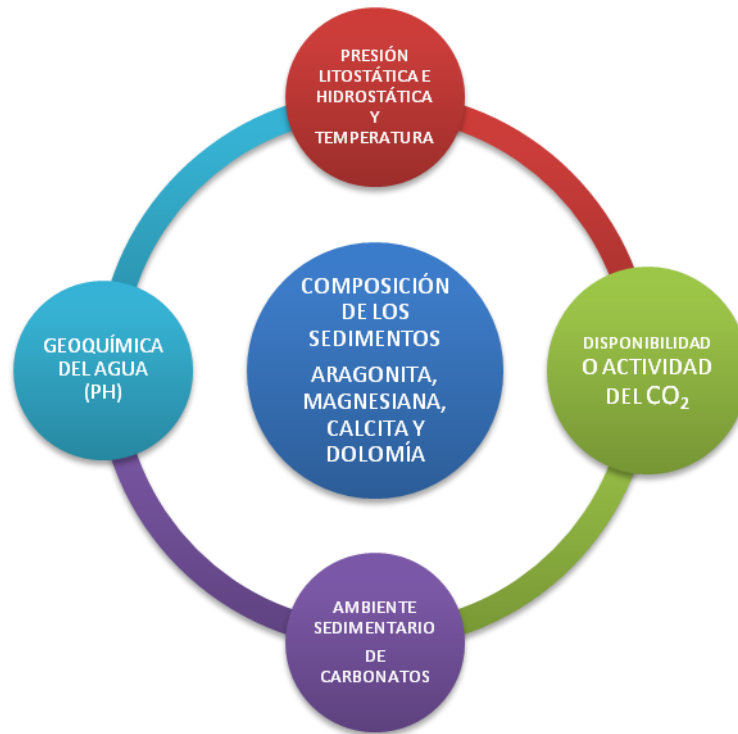 PRESIÓN
LITOSTÁTICA E
HIDROSTÁTICA
Y
TEMPERATURA
GEOQUÍMICA
DEL AGUA
(PH)
COMPOSICIÓN
DE LOS
SEDIMENTOS
ARAGONITA,
MAGNESIANA,
CALCITA Y
DOLOMÍA
DISPONIBILIDAD
O ACTIVIDAD
DEL CO₂
AMBIENTE
SEDIMENTARIO
DE
CARBONATOS